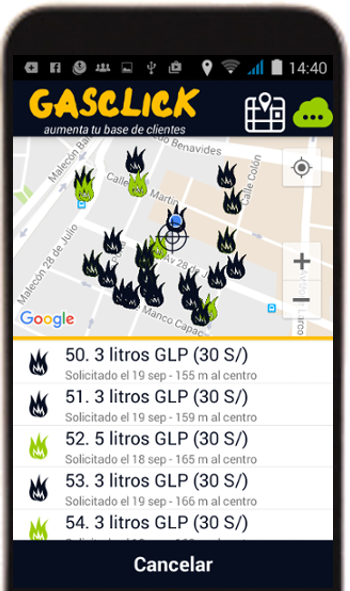 14:40
GASCLICK
aumenta tu base de clientes
Malecón Bal
Benavides
Calle
Martin
Calle Colón
Malecón 28 de Julio
Av 28 de
Larco
Manco Capac
Google
50. 3 litros GLP (30 S/)
Solicitado el 19 sep - 155 m al centro
51. 3 litros GLP (30 S/)
Solicitado el 19 sep - 159 m al centro
52. 5 litros GLP (30 S/)
Solicitado el 18 sep - 165 m al centro
53. 3 litros GLP (30 S/)
Solicitado el 19 sep - 166 m al centro
54. 3 litros GLP (30 S/)
Cancelar